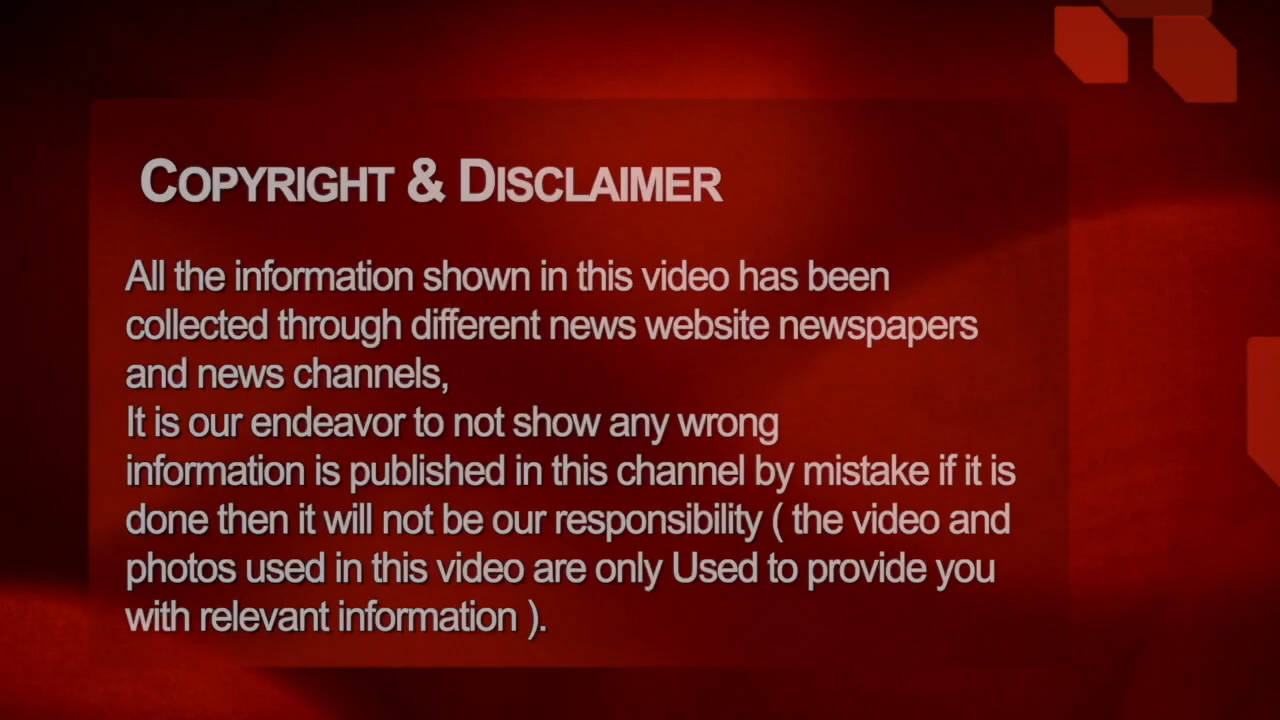 COPYRIGHT & DISCLAIMER
All the information shown in this video has been
collected through different news website newspapers
and news channels,
It is our endeavor to not show any wrong
information is published in this channel by mistake if it is
done then it will not be our responsibility ( the video and
photos used in this video are only Used to provide you
with relevant information ).